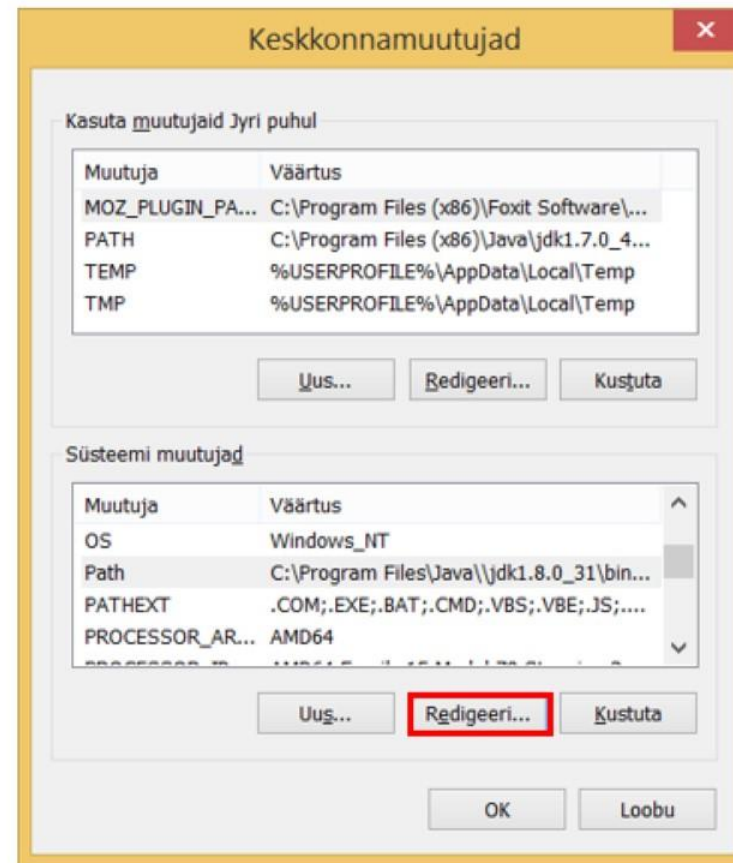 Keskkonnamuutujad
Kasuta muutujaid Jyri puhul
Muutuja Väärtus
MOZ_PLUGIN_PA... C:\Program Files (x86)\Foxit Software\...
PATH C:\Program Files (x86)\Java\jdk1.7.0_4...
TEMP %USERPROFILE%\AppData\Local\Temp
TMP %USERPROFILE%\AppData\Local\Temp
Uus... Redigeeri... Kustuta
Süsteemi muutujad
Muutuja Väärtus
OS Windows_NT
Path C:\Program Files\Java\\jdk1.8.0_31\bin...
PATHEXT .COM;.EXE;.BAT;.CMD;.VBS;.VBE;.JS;....
PROCESSOR_AR... AMD64
Uus... Redigeeri... Kustuta
OK Loobu